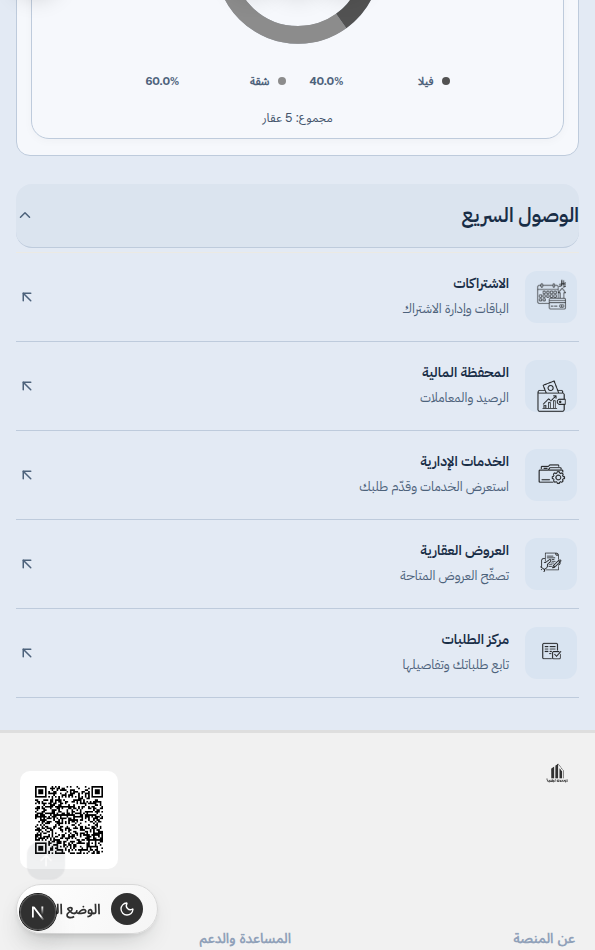 فيلا 40.0% شقة 60.0%
مجموع: 5 عقار
الوصول السريع
الاشتراكات
الباقات وإدارة الاشتراك
المحفظة المالية
الرصيد والمعاملات
الخدمات الإدارية
استعرض الخدمات وقدّم طلبك
العروض العقارية
تصفّح العروض المتاحة
مركز الطلبات
تابع طلباتك وتفاصيلها
الوضع
N
عن المنصة المساعدة والدعم